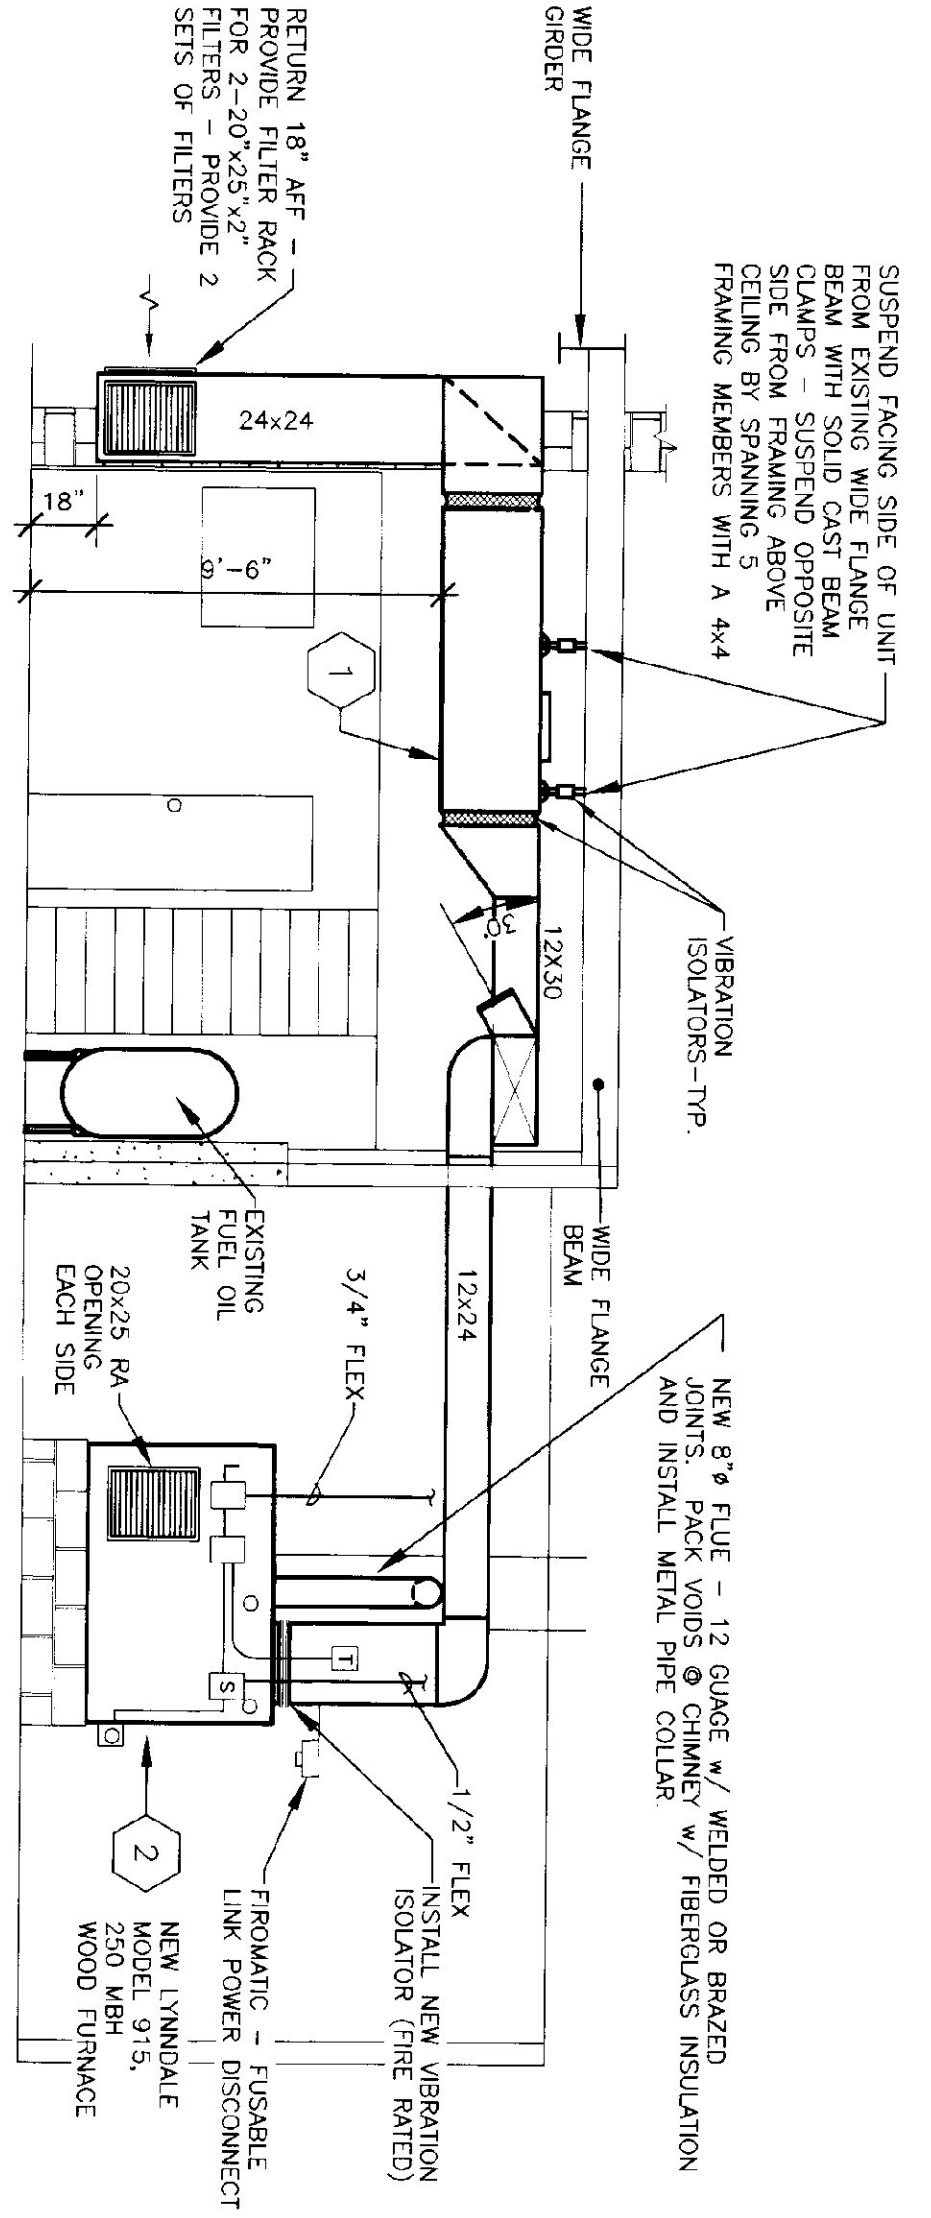 SUSPEND FACING SIDE OF UNIT
FROM EXISTING WIDE FLANGE
BEAM WITH SOLID CAST BEAM
CLAMPS - SUSPEND OPPOSITE
SIDE FROM FRAMING ABOVE
CEILING BY SPANNING 5
FRAMING MEMBERS WITH A 4x4
WIDE FLANGE
GIRDER
VIBRATION
ISOLATORS-TYP.
WIDE FLANGE
BEAM
NEW 8"ø FLUE - 12 GUAGE w/ WELDED OR BRAZED
JOINTS. PACK VOIDS @ CHIMNEY w/ FIBERGLASS INSULATION
AND INSTALL METAL PIPE COLLAR.
RETURN 18" AFF -
PROVIDE FILTER RACK
FOR 2-20"x25"x2"
FILTERS - PROVIDE 2
SETS OF FILTERS
24x24
18"
9'-6"
1
30°
12X30
12x24
EXISTING
FUEL OIL
TANK
3/4" FLEX
20x25 RA
OPENING
EACH SIDE
L
T
S
1/2" FLEX
INSTALL NEW VIBRATION
ISOLATOR (FIRE RATED)
FIROMATIC - FUSABLE
LINK POWER DISCONNECT
2
NEW LYNNDALE
MODEL 915,
250 MBH
WOOD FURNACE